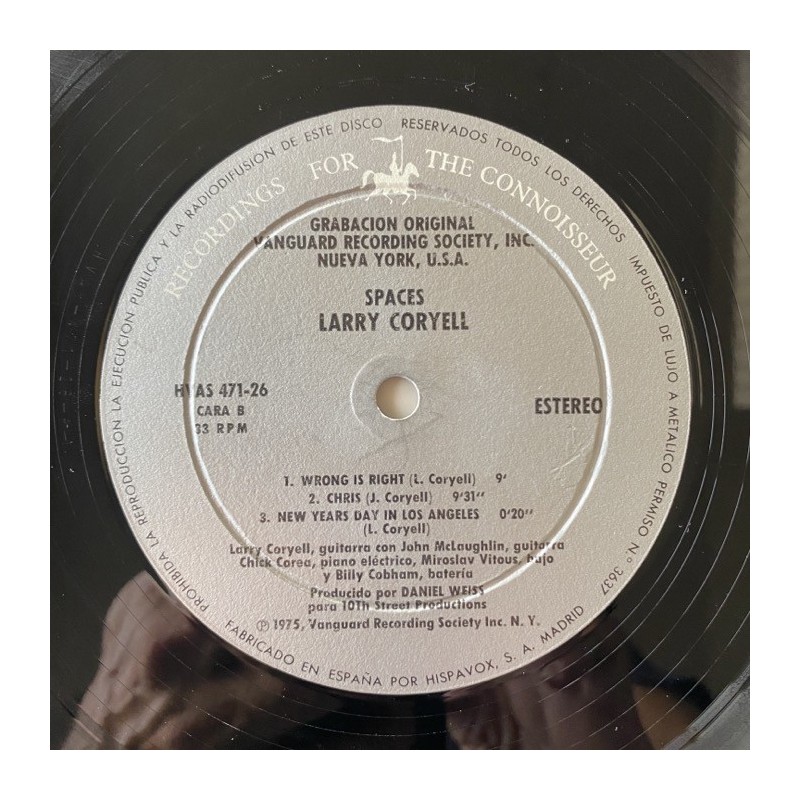 PROHIBIDA LA REPRODUCCION LA EJECUCION PUBLICA Y LA RADIODIFUSION DE ESTE DISCO RESERVADOS TODOS LOS DERECHOS IMPUESTO DE LUJO A METALICO PERMISO N.° 3637
RECORDINGS FOR THE CONNOISSEUR
GRABACION ORIGINAL
VANGUARD RECORDING SOCIETY, INC.
NUEVA YORK, U.S.A.
SPACES
LARRY CORYELL
HVAS 471-26
CARA B
33 RPM
ESTEREO
1. WRONG IS RIGHT (L. Coryell) 9'
2. CHRIS (J. Coryell) 9'31"
3. NEW YEARS DAY IN LOS ANGELES 0'20"
(L. Coryell)
Larry Coryell, guitarra con John McLaughlin, guitarra
Chick Corea, piano eléctrico, Miroslav Vitous, bajo
y Billy Cobham, batería
Producido por DANIEL WEISS
para 10TH Street Productions
℗ 1975, Vanguard Recording Society Inc. N. Y.
FABRICADO EN ESPAÑA POR HISPAVOX, S. A. MADRID